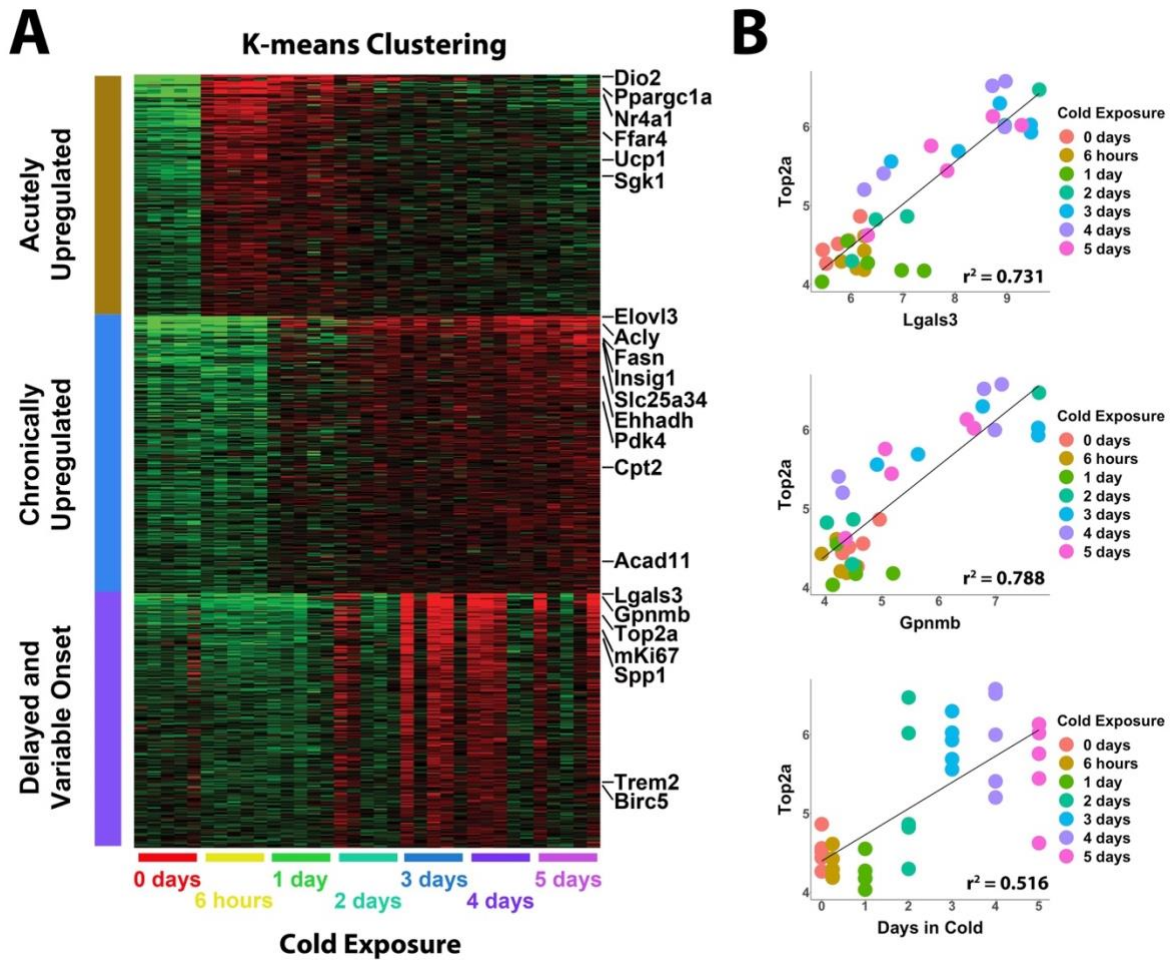 A
K-means Clustering
Acutely
Upregulated
Chronically
Upregulated
Delayed and
Variable Onset
Dio2
Ppargc1a
Nr4a1
Ffar4
Ucp1
Sgk1
Elovl3
Acly
Fasn
Insig1
Slc25a34
Ehhadh
Pdk4
Cpt2
Acad11
Lgals3
Gpnmb
Top2a
mKi67
Spp1
Trem2
Birc5
0 days
6 hours
1 day
2 days
3 days
4 days
5 days
Cold Exposure
B
Top2a
6
5
4
6
7
8
9
Lgals3
r² = 0.731
Cold Exposure
0 days
6 hours
1 day
2 days
3 days
4 days
5 days
Top2a
6
5
4
4
5
6
7
Gpnmb
r² = 0.788
Cold Exposure
0 days
6 hours
1 day
2 days
3 days
4 days
5 days
Top2a
6
5
4
0
1
2
3
4
5
Days in Cold
r² = 0.516
Cold Exposure
0 days
6 hours
1 day
2 days
3 days
4 days
5 days